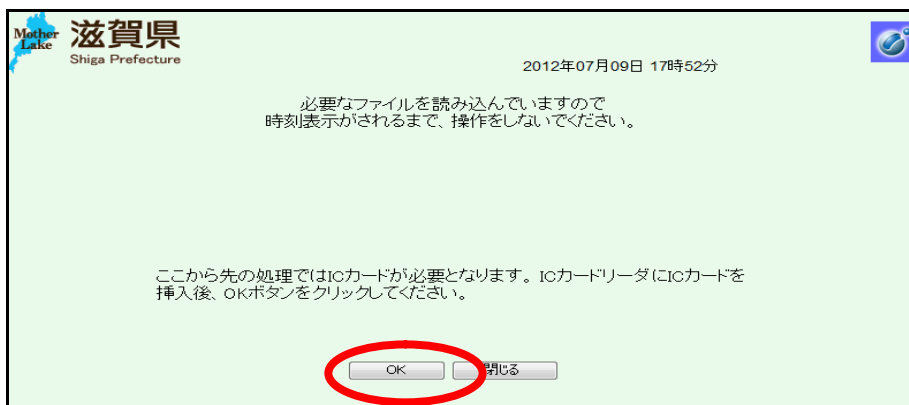 Mother
Lake
滋賀県
Shiga Prefecture
2012年07月09日 17時52分
必要なファイルを読み込んでいますので
時刻表示がされるまで、操作をしないでください。
ここから先の処理ではICカードが必要となります。ICカードリーダにICカードを
挿入後、OKボタンをクリックしてください。
OK
閉じる